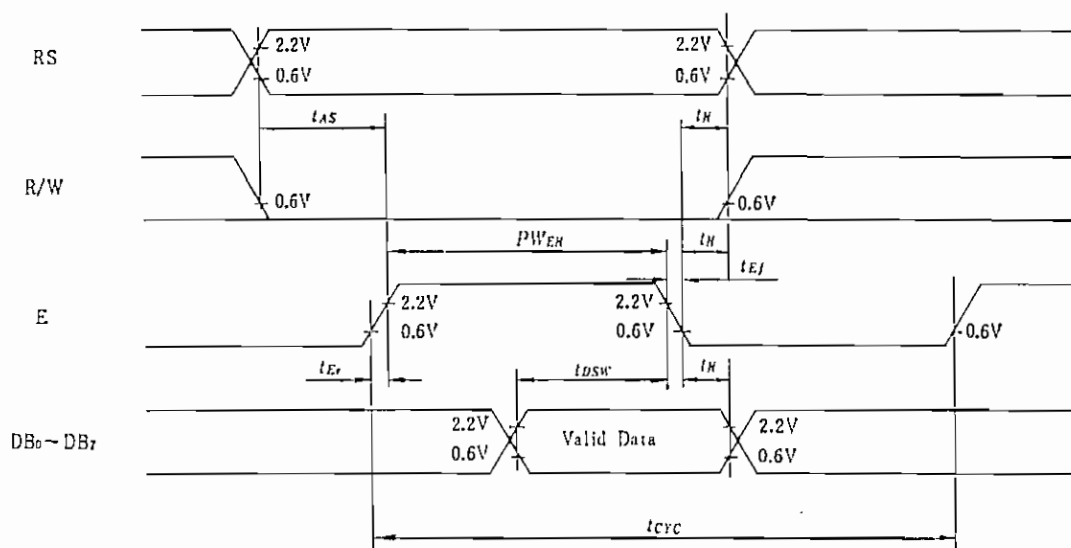 RS
2.2V
0.6V
2.2V
0.6V
tAS
tH
R/W
0.6V
0.6V
PWEH
tH
tEf
E
2.2V
0.6V
2.2V
0.6V
0.6V
tEr
tDSW
tH
DB0~DB7
2.2V
0.6V
Valid Data
2.2V
0.6V
tCYC